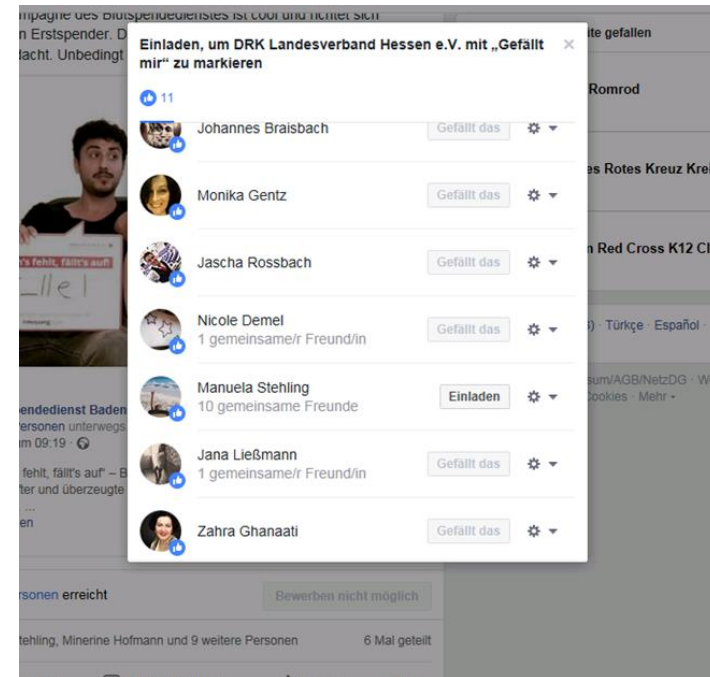 mpagne des Blutspendedienstes ist cool und richtet sich
n Erstspender. D
dacht. Unbedingt
Einladen, um DRK Landesverband Hessen e.V. mit „Gefällt
mir“ zu markieren
11
Johannes Braisbach Gefällt das
Monika Gentz Gefällt das
Jascha Rossbach Gefällt das
Nicole Demel Gefällt das
1 gemeinsame/r Freund/in
Manuela Stehling Einladen
10 gemeinsame Freunde
Jana Ließmann Gefällt das
1 gemeinsame/r Freund/in
Zahra Ghanaati Gefällt das
ite gefallen
Romrod
es Rotes Kreuz Krei
n Red Cross K12 Cl
Türkçe · Español ·
sum/AGB/NetzDG · W
Cookies · Mehr
's fehlt, fällt's auf!
endedienst Baden
ersonen unterwegs
m 09:19 ·
fehlt, fällt's auf" – B
fter und überzeugte
...
en
rsonen erreicht Bewerben nicht möglich
tehling, Minerine Hofmann und 9 weitere Personen 6 Mal geteilt